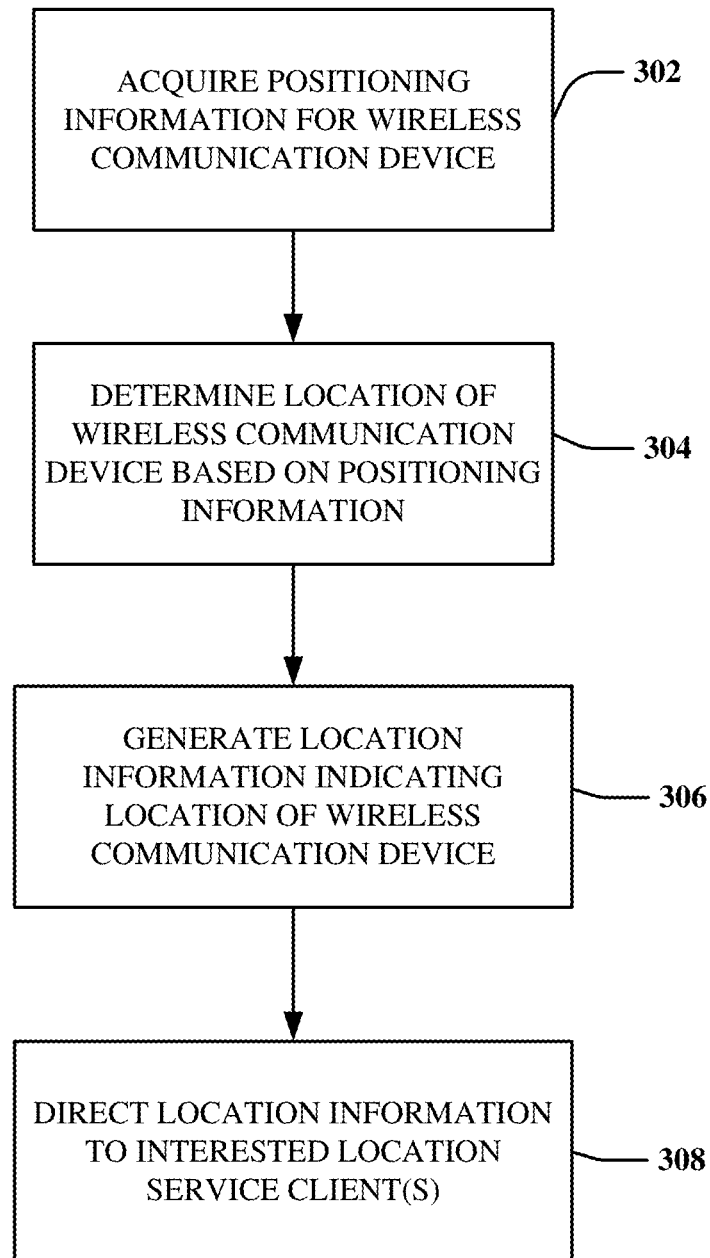 ACQUIRE POSITIONING
INFORMATION FOR WIRELESS
COMMUNICATION DEVICE
302
DETERMINE LOCATION OF
WIRELESS COMMUNICATION
DEVICE BASED ON POSITIONING
INFORMATION
304
GENERATE LOCATION
INFORMATION INDICATING
LOCATION OF WIRELESS
COMMUNICATION DEVICE
306
DIRECT LOCATION INFORMATION
TO INTERESTED LOCATION
SERVICE CLIENT(S)
308